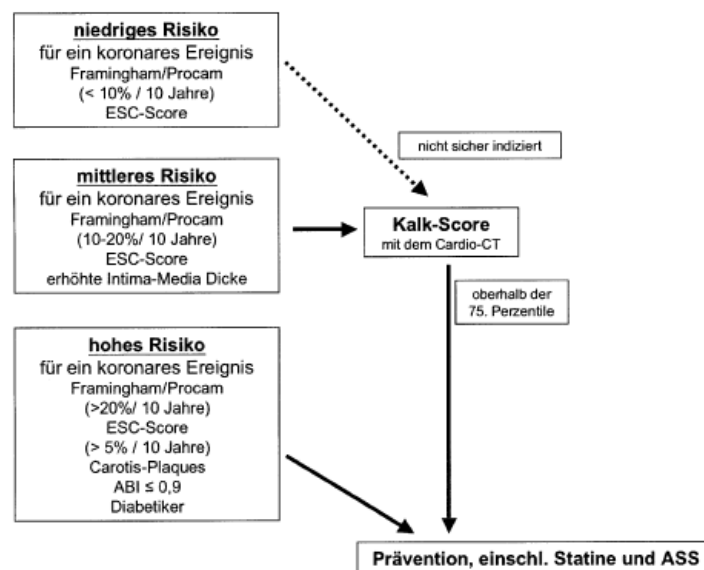 niedriges Risiko
für ein koronares Ereignis
Framingham/Procam
(< 10% / 10 Jahre)
ESC-Score
nicht sicher indiziert
mittleres Risiko
für ein koronares Ereignis
Framingham/Procam
(10-20%/ 10 Jahre)
ESC-Score
erhöhte Intima-Media Dicke
Kalk-Score
mit dem Cardio-CT
oberhalb der
75. Perzentile
hohes Risiko
für ein koronares Ereignis
Framingham/Procam
(>20%/ 10 Jahre)
ESC-Score
(> 5% / 10 Jahre)
Carotis-Plaques
ABI ≤ 0,9
Diabetiker
Prävention, einschl. Statine und ASS